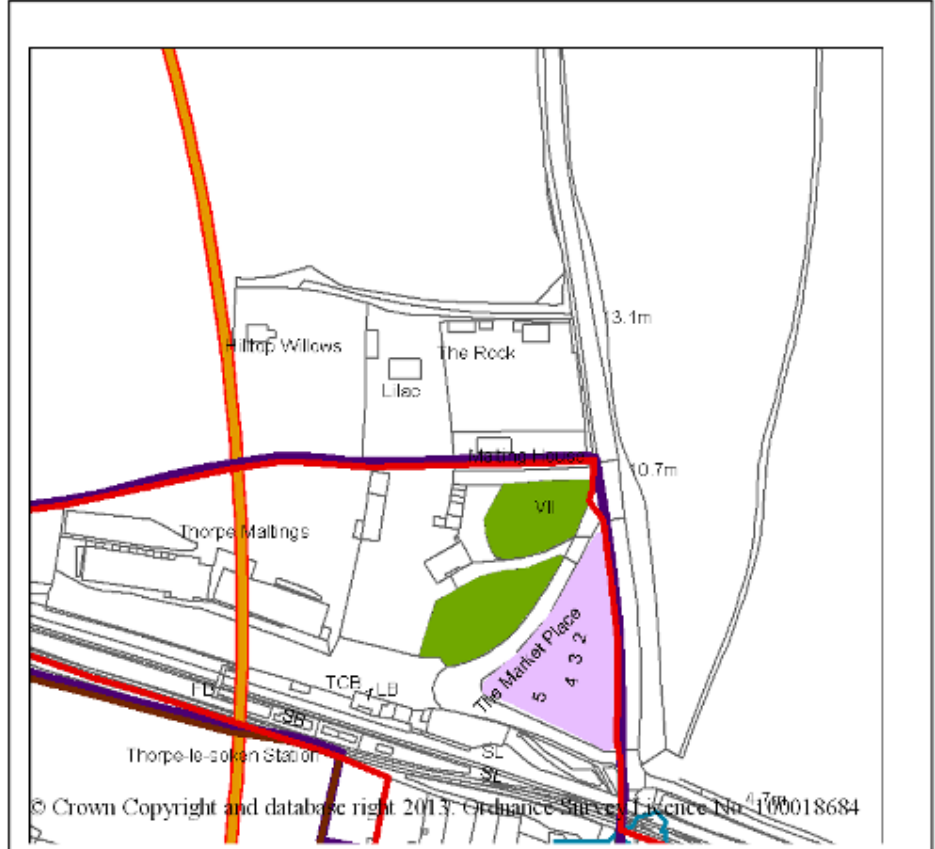 3.1m
Hilltop Willows
The Rock
Lilac
Malting House
10.7m
VII
Thorpe Maltings
The Market Place
2
3
4
5
TCB
LB
FB
SB
SL
Thorpe-le-soken Station
SL
4.7m
© Crown Copyright and database right 2013. Ordnance Survey Licence No 100018684